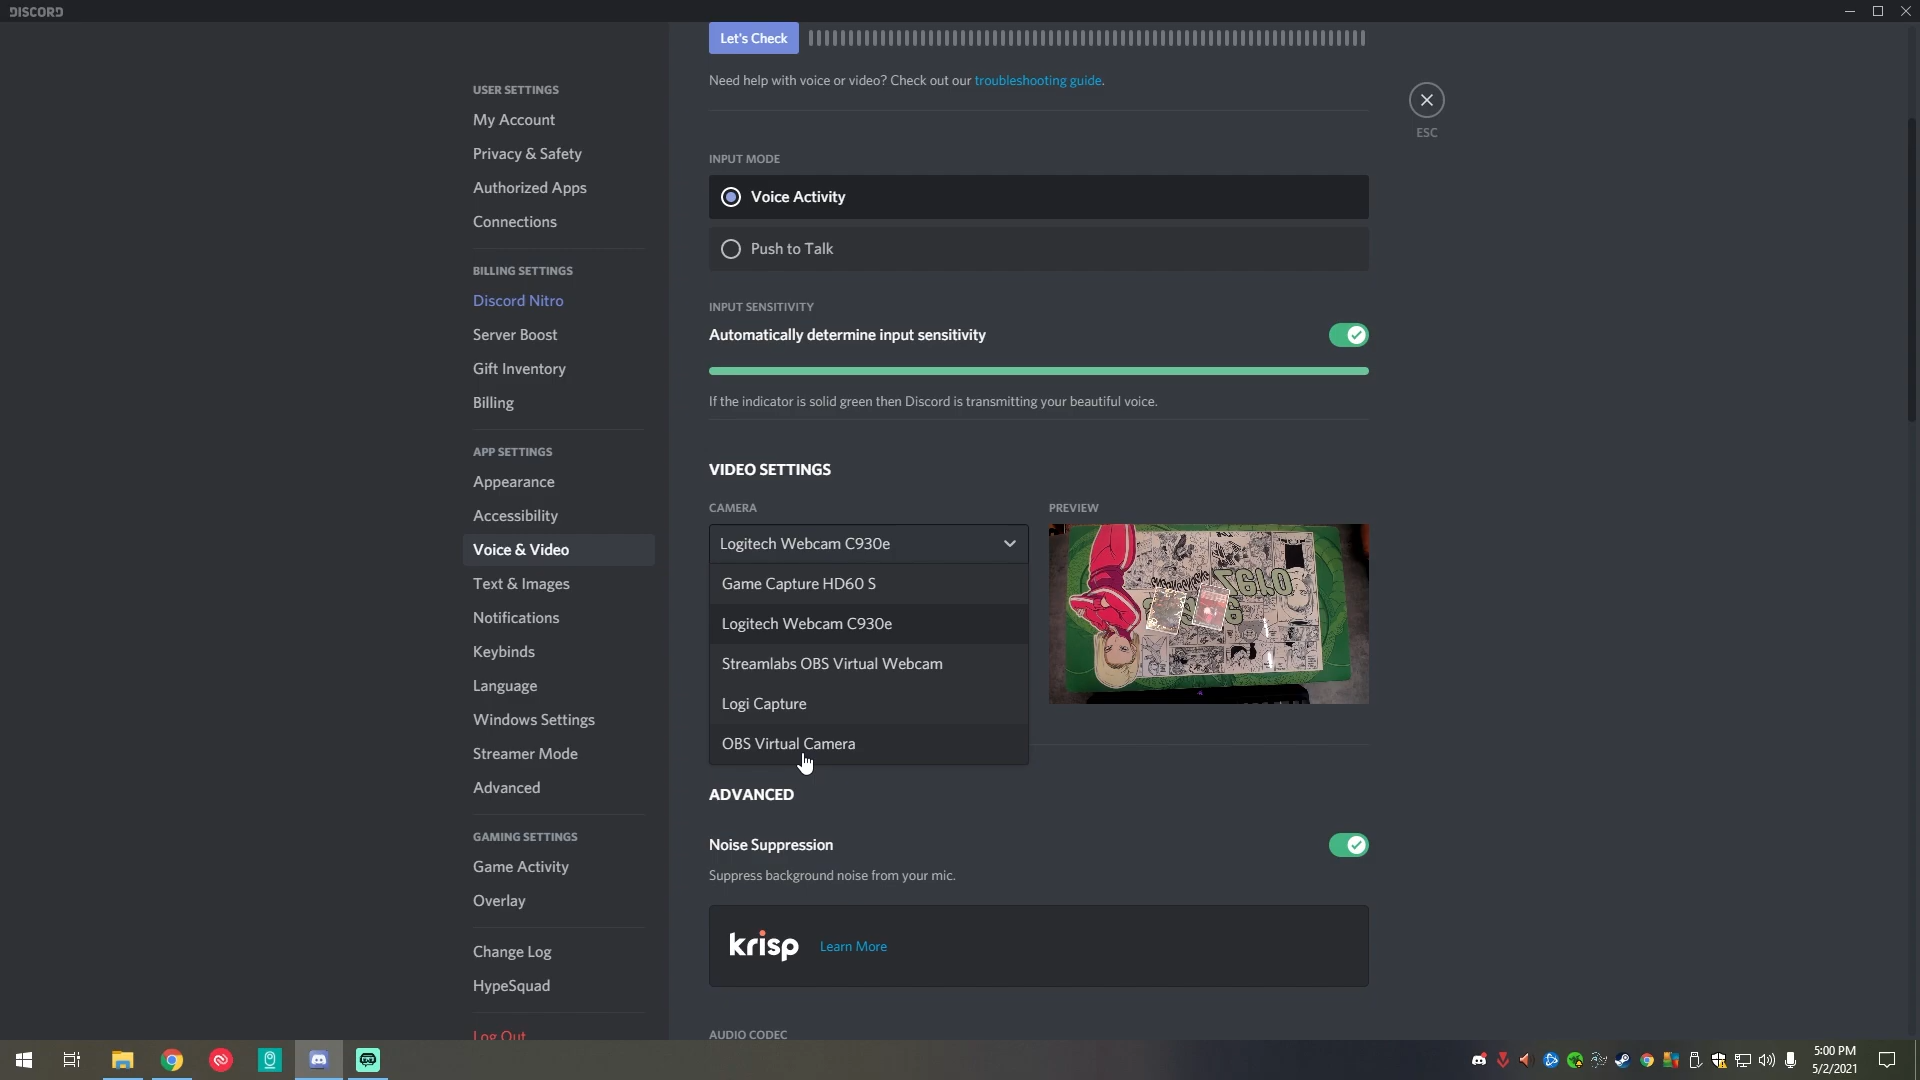 DISCORD
Let's Check
Need help with voice or video? Check out our troubleshooting guide.
ESC
USER SETTINGS
My Account
Privacy & Safety
Authorized Apps
Connections
BILLING SETTINGS
Discord Nitro
Server Boost
Gift Inventory
Billing
APP SETTINGS
Appearance
Accessibility
Voice & Video
Text & Images
Notifications
Keybinds
Language
Windows Settings
Streamer Mode
Advanced
GAMING SETTINGS
Game Activity
Overlay
Change Log
HypeSquad
Log Out
INPUT MODE
Voice Activity
Push to Talk
INPUT SENSITIVITY
Automatically determine input sensitivity
If the indicator is solid green then Discord is transmitting your beautiful voice.
VIDEO SETTINGS
CAMERA
Logitech Webcam C930e
Game Capture HD60 S
Logitech Webcam C930e
Streamlabs OBS Virtual Webcam
Logi Capture
OBS Virtual Camera
PREVIEW
ADVANCED
Noise Suppression
Suppress background noise from your mic.
krisp Learn More
AUDIO CODEC
5:00 PM
5/2/2021